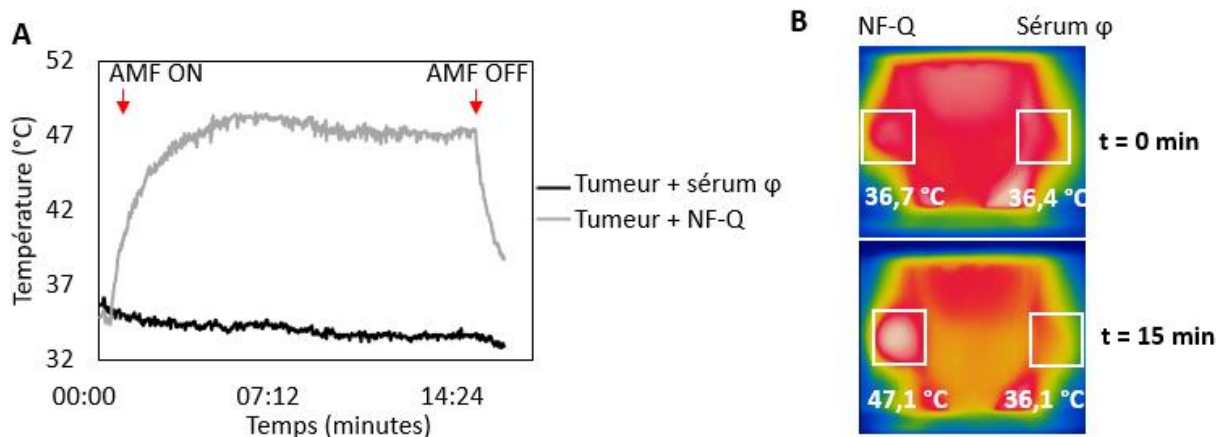 A
52
47
42
37
32
Température (°C)
AMF ON
AMF OFF
00:00
07:12
14:24
Temps (minutes)
Tumeur + sérum φ
Tumeur + NF-Q
B
NF-Q
Sérum φ
36,7 °C
36,4 °C
t = 0 min
47,1 °C
36,1 °C
t = 15 min